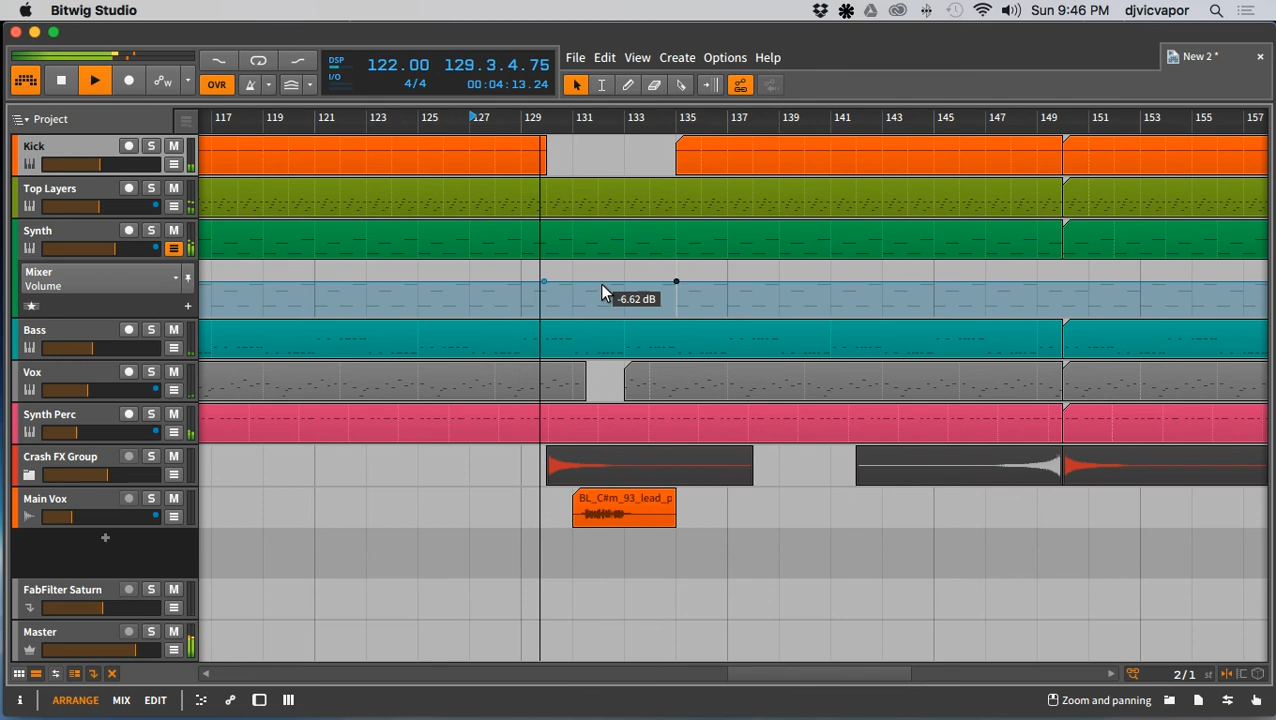 Bitwig Studio
Sun 9:46 PM djvicvapor
OVR
DSP
I/O
122.00 129.3.4.75
4/4 00:04:13.24
File Edit View Create Options Help
New 2 *
Project
117 119 121 123 125 127 129 131 133 135 137 139 141 143 145 147 149 151 153 155 157
Kick S M
Top Layers S M
Synth S M
Mixer
Volume
-6.62 dB
Bass S M
Vox S M
Synth Perc S M
Crash FX Group S M
Main Vox S M
BL_C#m_93_lead_p
FabFilter Saturn S M
Master S M
2/1 st
i ARRANGE MIX EDIT
Zoom and panning